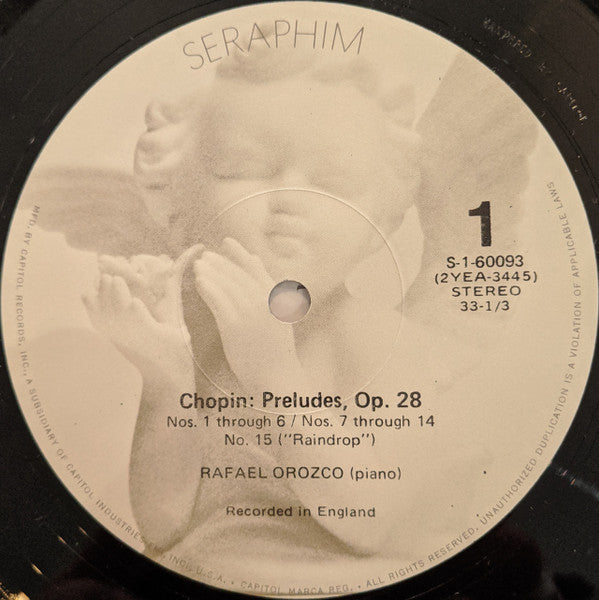 SERAPHIM
1
S-1-60093
(2YEA-3445)
STEREO
33-1/3
Chopin: Preludes, Op. 28
Nos. 1 through 6 / Nos. 7 through 14
No. 15 ("Raindrop")
RAFAEL OROZCO (piano)
Recorded in England
MFD. BY CAPITOL RECORDS, INC., A SUBSIDIARY OF CAPITOL INDUSTRIES-EMI, INC., U.S.A. • CAPITOL MARCA REG. • ALL RIGHTS RESERVED. UNAUTHORIZED DUPLICATION IS A VIOLATION OF APPLICABLE LAWS